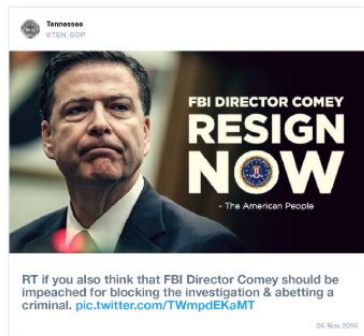 Tennessee
@TEN_GOP
FBI DIRECTOR COMEY
RESIGN
NOW
- The American People
RT if you also think that FBI Director Comey should be
impeached for blocking the investigation & abetting a
criminal. pic.twitter.com/TWmpdEKaMT
06 Nov 2016